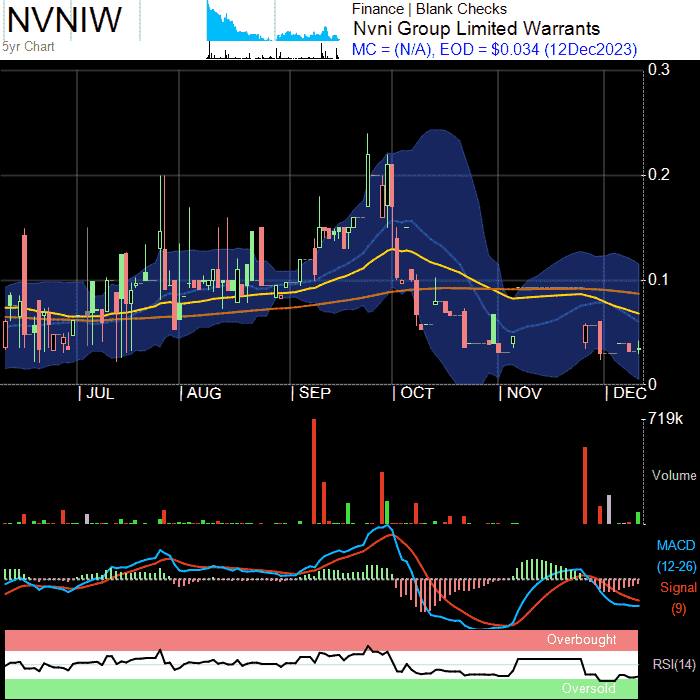 NVNIW
5yr Chart
Finance | Blank Checks
Nvni Group Limited Warrants
MC = (N/A), EOD = $0.034 (12Dec2023)
0.3
0.2
0.1
0
| JUL | AUG | SEP | OCT | NOV | DEC
719k
Volume
MACD
(12-26)
Signal
(9)
Overbought
RSI(14)
Oversold